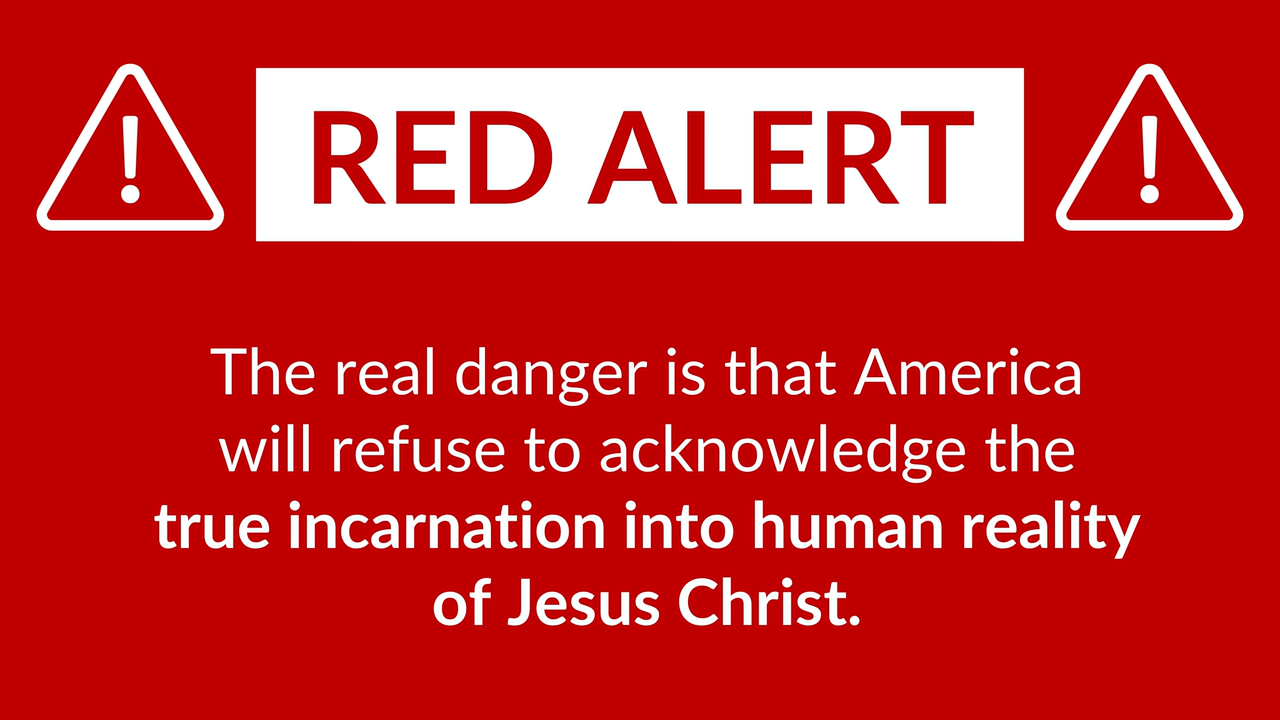 RED ALERT
The real danger is that America
will refuse to acknowledge the
true incarnation into human reality
of Jesus Christ.